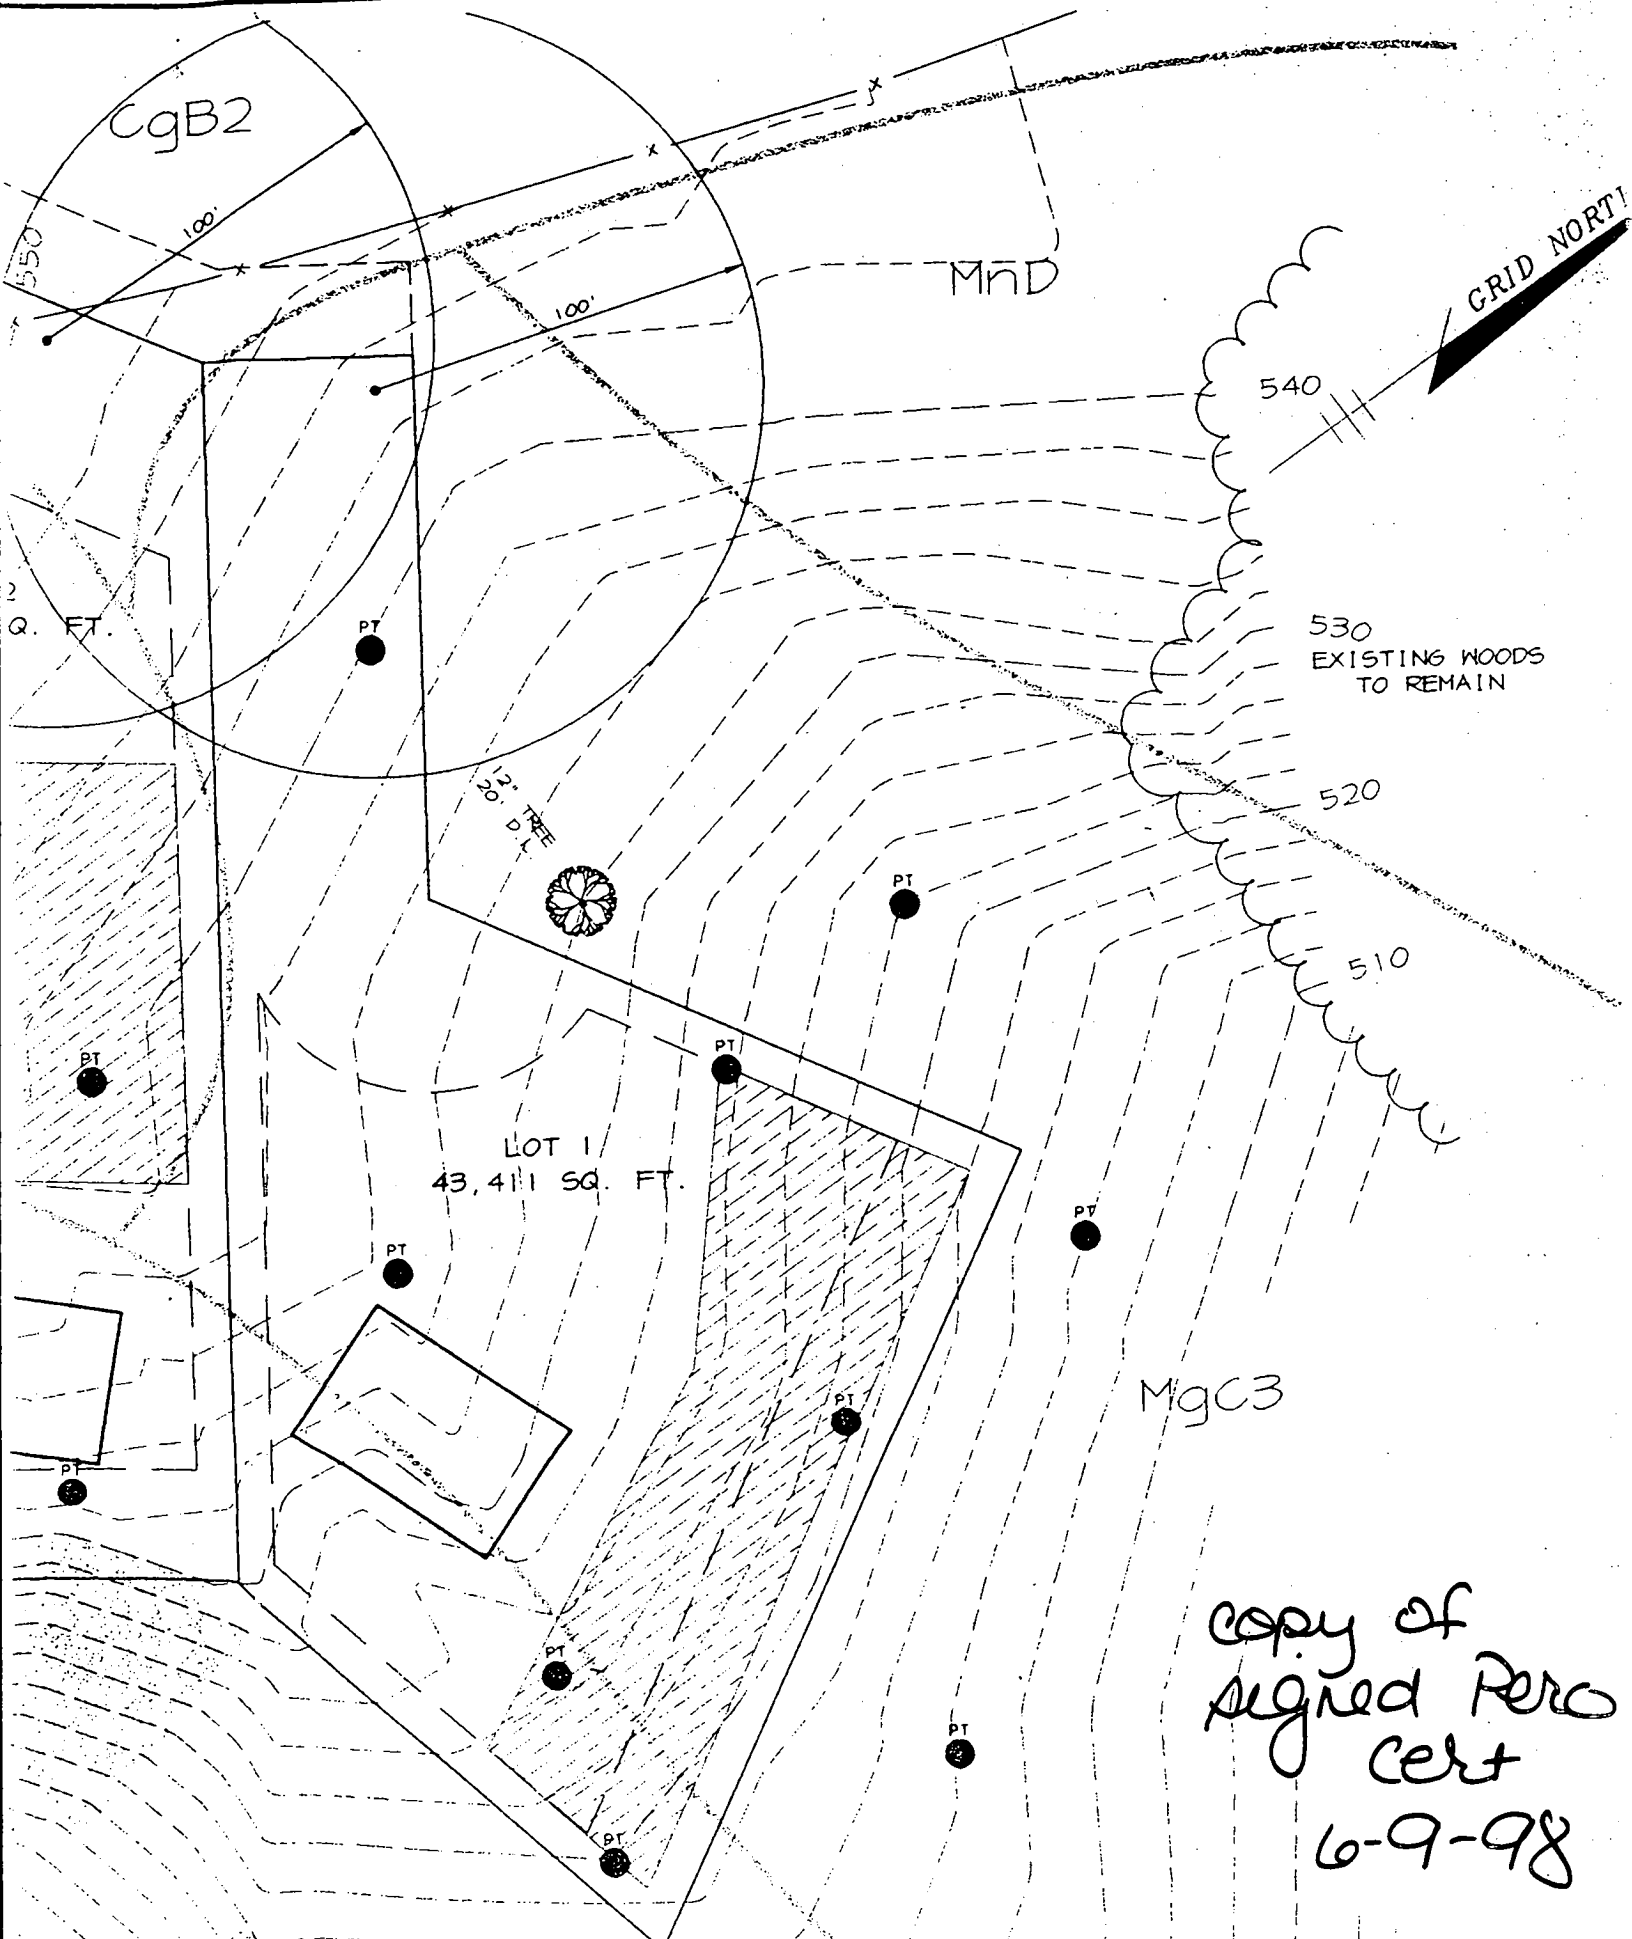 CgB2
100'
550
100'
MnD
GRID NORTH
540
2
Q. FT.
PT
530
EXISTING WOODS
TO REMAIN
12" TREE
20' D.L.
520
PT
510
PT
PT
LOT 1
43,411 SQ. FT.
PT
PT
MgC3
PT
PT
copy of
signed Perc
Cert
6-9-98
PT
PT
PT